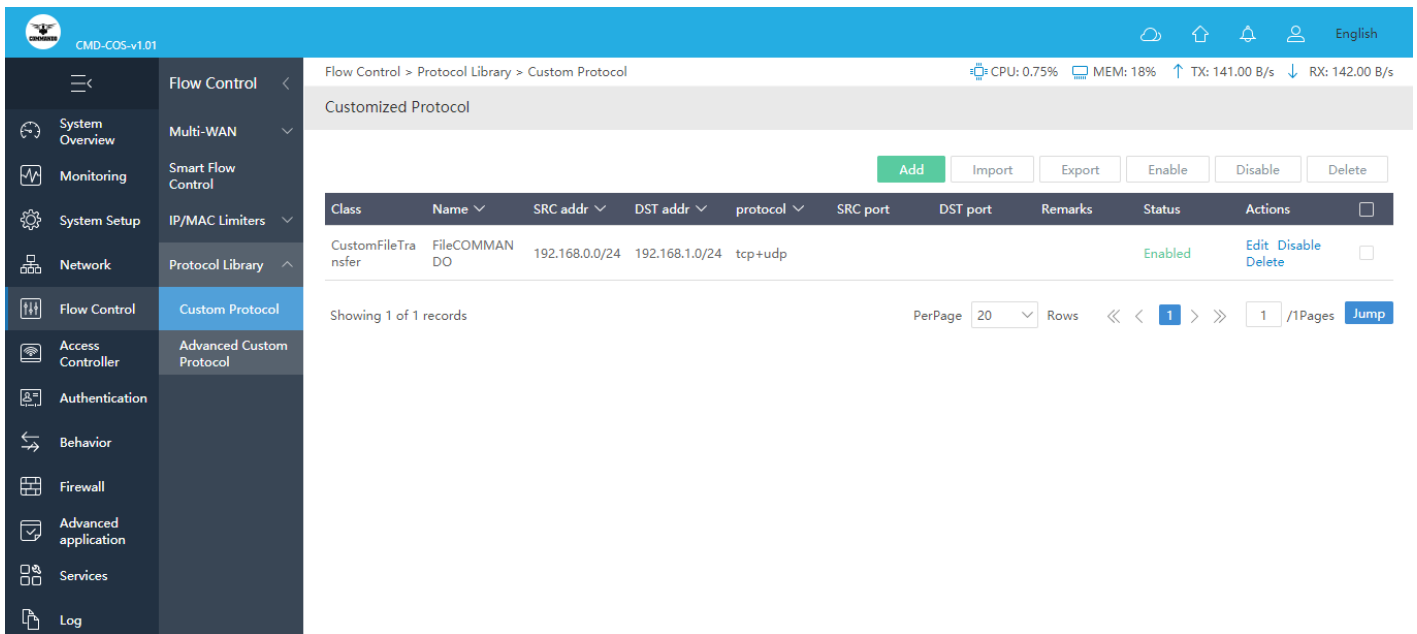 COMMANDO
CMD-COS-v1.01
English
Flow Control
Flow Control > Protocol Library > Custom Protocol
CPU: 0.75% MEM: 18% TX: 141.00 B/s RX: 142.00 B/s
Customized Protocol
System
Overview
Monitoring
System Setup
Network
Flow Control
Access
Controller
Authentication
Behavior
Firewall
Advanced
application
Services
Log
Multi-WAN
Smart Flow
Control
IP/MAC Limiters
Protocol Library
Custom Protocol
Advanced Custom
Protocol
Add Import Export Enable Disable Delete
Class Name SRC addr DST addr protocol SRC port DST port Remarks Status Actions
CustomFileTra FileCOMMAN Edit Disable
nsfer DO 192.168.0.0/24 192.168.1.0/24 tcp+udp Enabled Delete
Showing 1 of 1 records PerPage 20 Rows 1 1 /1Pages Jump